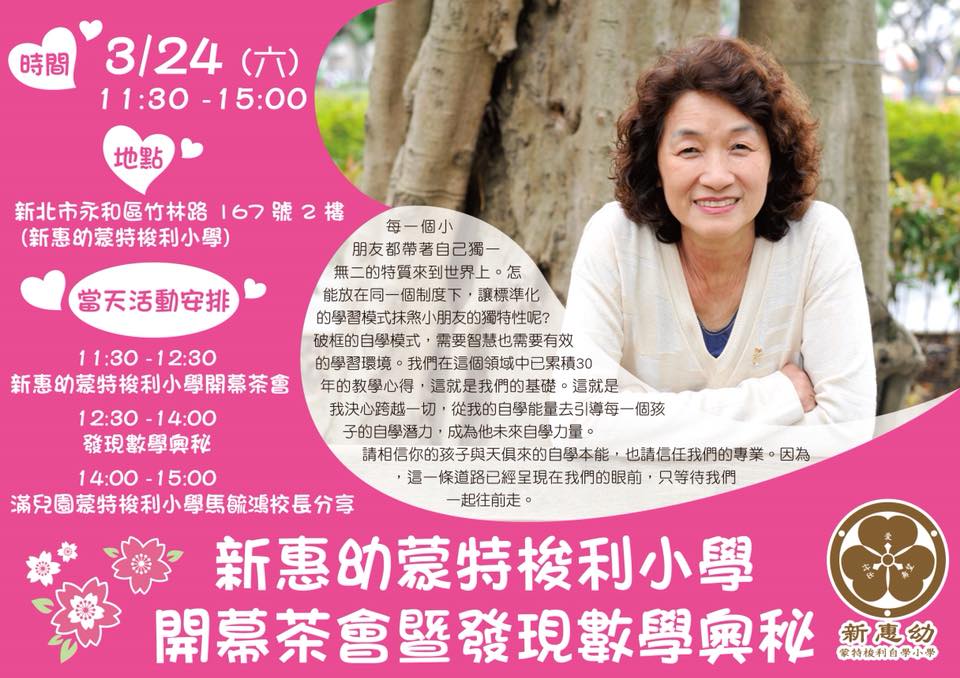 時間
3/24 (六)
11:30 -15:00
地點
新北市永和區竹林路 167 號 2 樓
(新惠幼蒙特梭利小學)
當天活動安排
11:30 -12:30
新惠幼蒙特梭利小學開幕茶會
12:30 -14:00
發現數學奧秘
14:00 -15:00
滿兒園蒙特梭利小學馬毓鴻校長分享
每一個小
朋友都帶著自己獨一
無二的特質來到世界上。怎
能放在同一個制度下，讓標準化
的學習模式抹煞小朋友的獨特性呢?
破框的自學模式，需要智慧也需要有效
的學習環境。我們在這個領域中已累積30
年的教學心得，這就是我們的基礎。這就是
我決心跨越一切，從我的自學能量去引導每一個孩
子的自學潛力，成為他未來自學力量。
請相信你的孩子與天俱來的自學本能，也請信任我們的專業。因為
，這一條道路已經呈現在我們的眼前，只等待我們
一起往前走。
新惠幼蒙特梭利小學
開幕茶會暨發現數學奧秘
愛
新惠幼
蒙特梭利自學小學